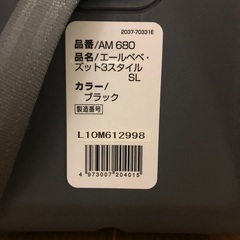 2037-70331E
品番/AM 680
品名/エールベベ・
ズット3スタイル
SL
カラー/
ブラック
製造番号
L10M612998
4 973007 204015